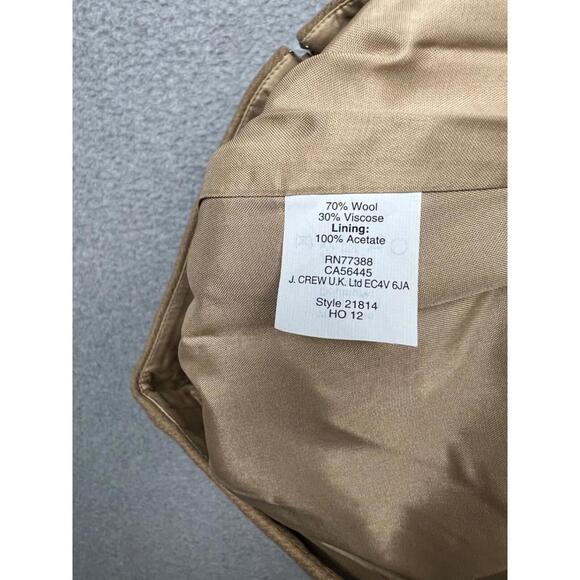 70% Wool
30% Viscose
Lining:
100% Acetate
RN77388
CA56445
J. CREW U.K. Ltd EC4V 6JA
Style 21814
HO 12